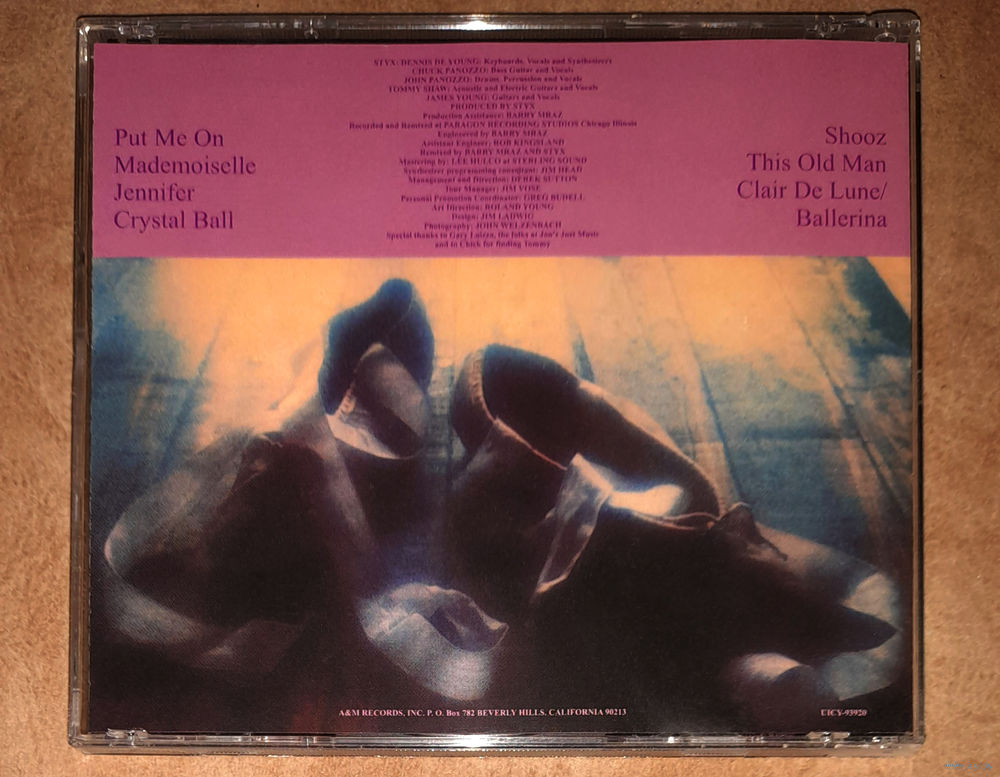 STYX: DENNIS DE YOUNG: Keyboards, Vocals and Synthesizers
CHUCK PANOZZO: Bass Guitar and Vocals
JOHN PANOZZO: Drums, Percussion and Vocals
TOMMY SHAW: Acoustic and Electric Guitars and Vocals
JAMES YOUNG: Guitars and Vocals
PRODUCED BY STYX
Production Assistance: BARRY MRAZ
Recorded and Remixed at PARAGON RECORDING STUDIOS Chicago Illinois
Engineered by BARRY MRAZ
Assistant Engineer: ROB KINGSLAND
Remixed by BARRY MRAZ AND STYX
Mastering by: LEE HULCO at STERLING SOUND
Synthesizer programming consultant: JIM HEAD
Management and Direction: DEREK SUTTON
Tour Manager: JIM VOSE
Personal Promotion Coordinator: GREG BUDELL
Art Direction: ROLAND YOUNG
Design: JIM LADWIG
Photography: JOHN WELZENBACH
Special thanks to Gary Loizzo, the folks at Jon's Just Music
and to Chick for finding Tommy
Put Me On
Mademoiselle
Jennifer
Crystal Ball
Shooz
This Old Man
Clair De Lune/
Ballerina
A&M RECORDS, INC. P. O. Box 782 BEVERLY HILLS, CALIFORNIA 90213
UICY-93920